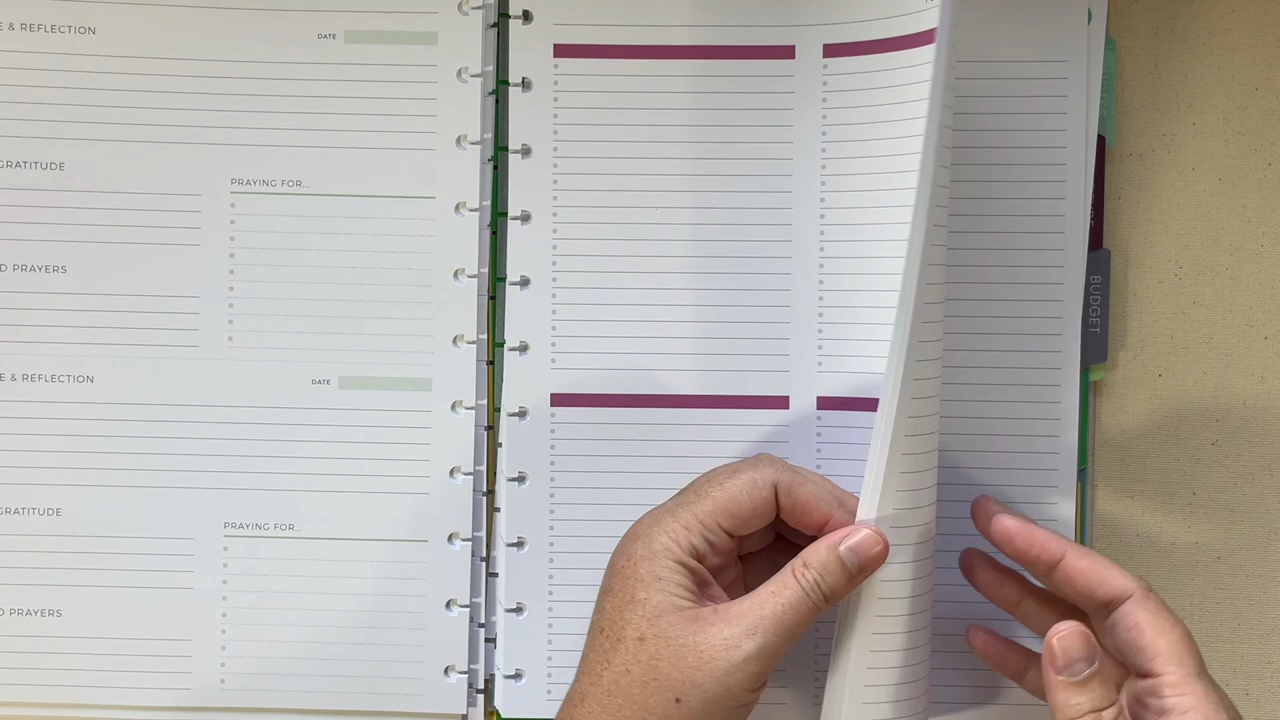 E & REFLECTION
DATE
GRATITUDE
PRAYING FOR...
D PRAYERS
E & REFLECTION
DATE
GRATITUDE
PRAYING FOR...
D PRAYERS
BUDGET